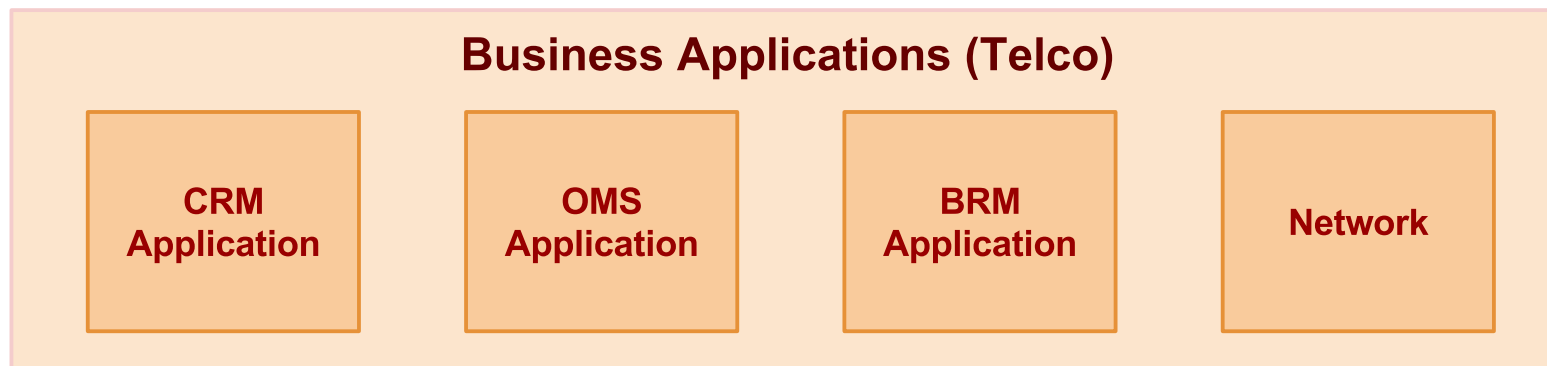 Business Applications (Telco)
CRM
Application
OMS
Application
BRM
Application
Network